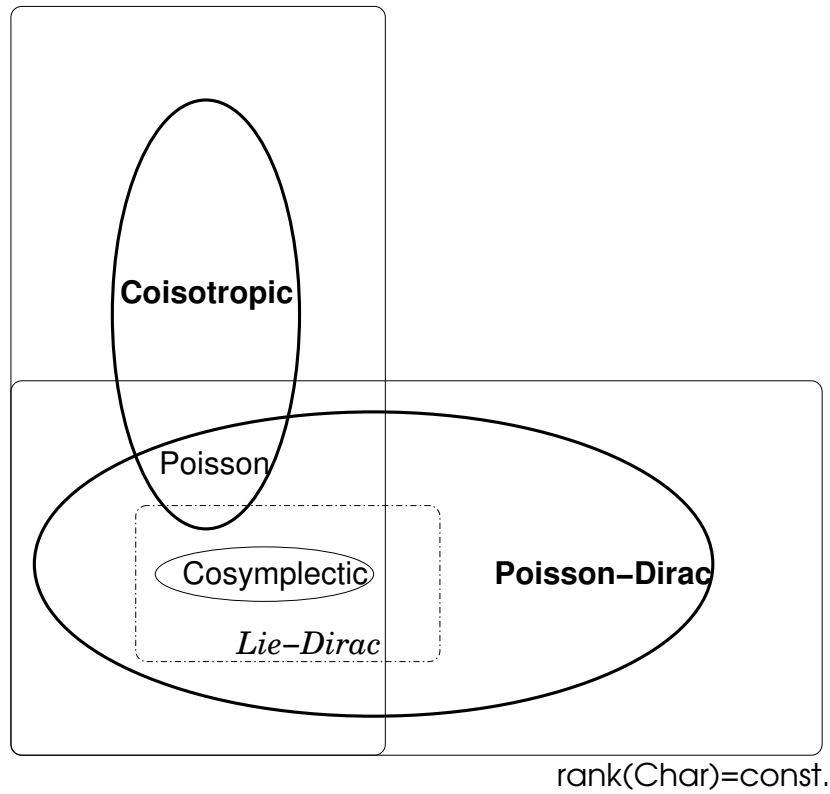 Coisotropic
Poisson
Cosymplectic
Poisson–Dirac
Lie–Dirac
rank(Char)=const.